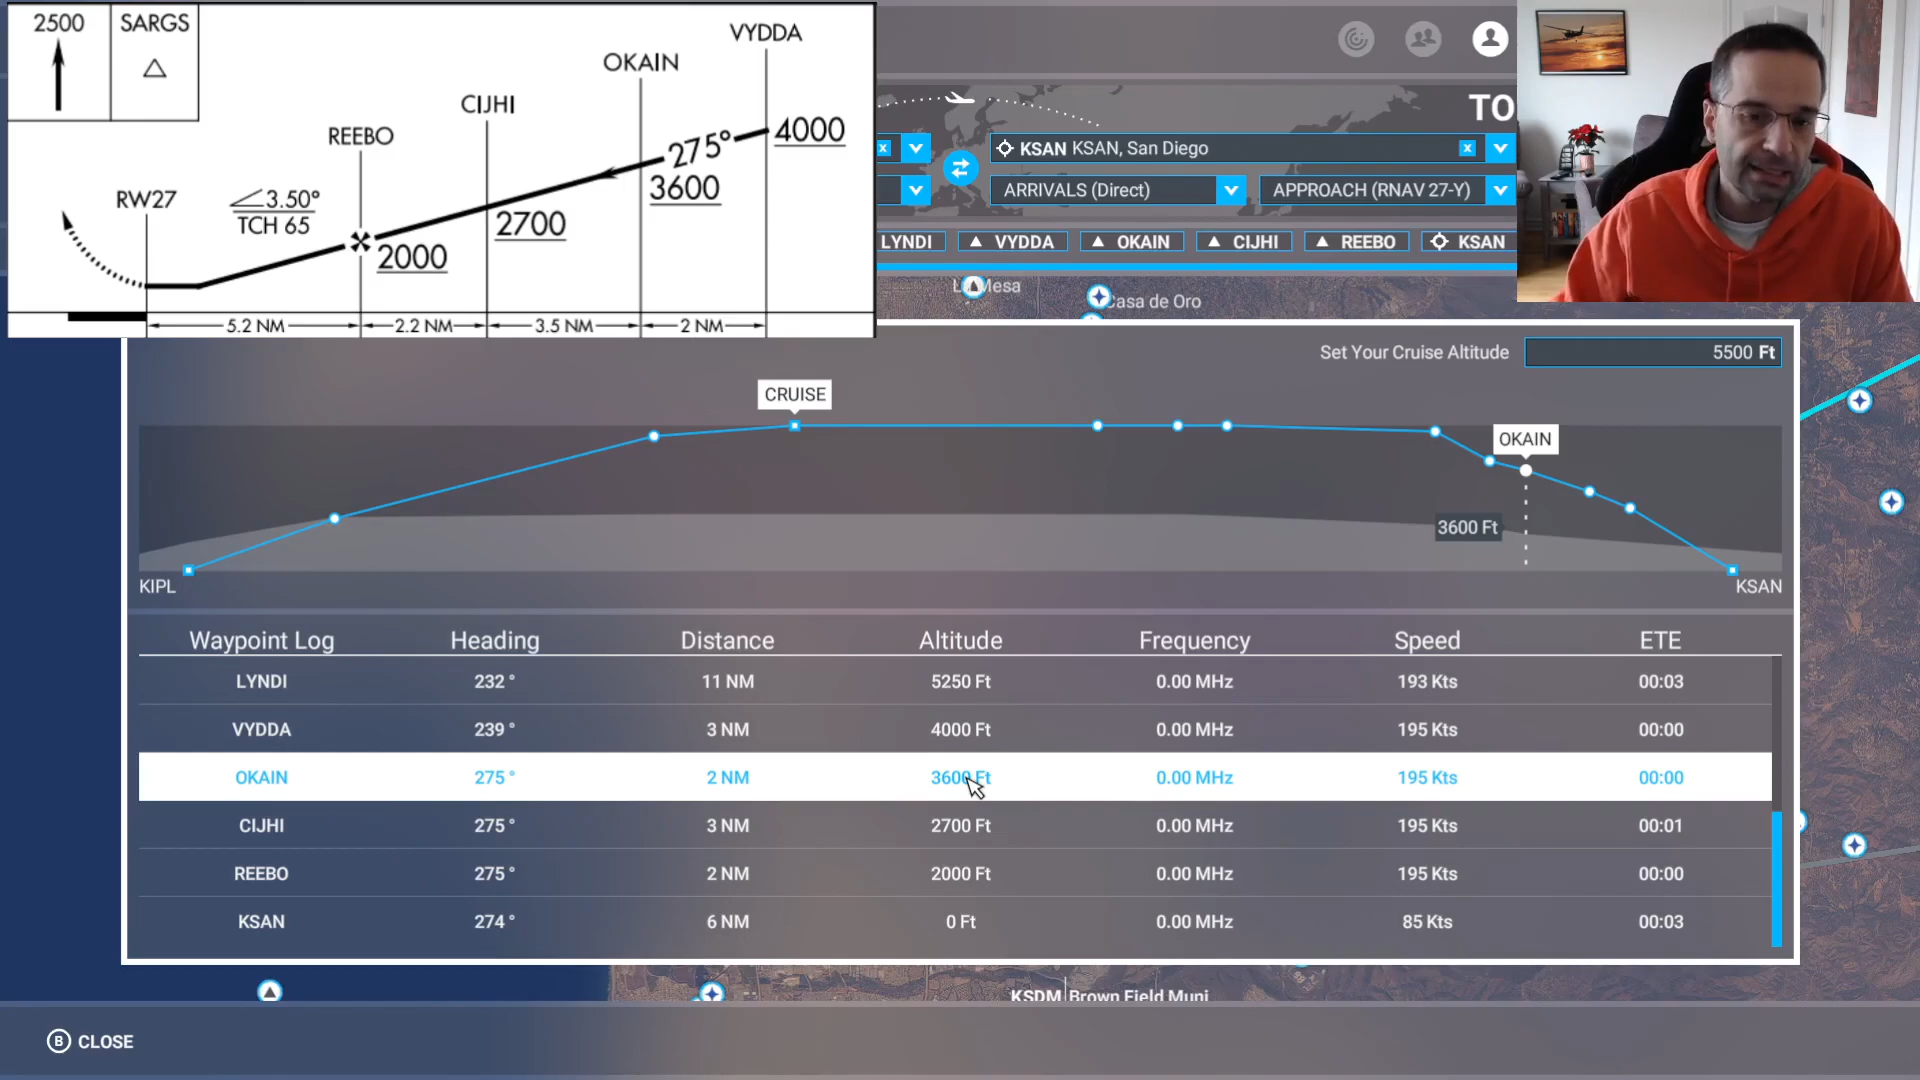 2500
SARGS
VYDDA
OKAIN
CIJHI
REEBO
RW27
3.50°
TCH 65
275°
4000
3600
2700
2000
5.2 NM
2.2 NM
3.5 NM
2 NM
TO
x
KSAN KSAN, San Diego
x
ARRIVALS (Direct)
APPROACH (RNAV 27-Y)
LYNDI
VYDDA
OKAIN
CIJHI
REEBO
KSAN
La Mesa
Casa de Oro
Set Your Cruise Altitude
5500 Ft
CRUISE
OKAIN
3600 Ft
KIPL
KSAN
Waypoint Log Heading Distance Altitude Frequency Speed ETE
LYNDI 232 ° 11 NM 5250 Ft 0.00 MHz 193 Kts 00:03
VYDDA 239 ° 3 NM 4000 Ft 0.00 MHz 195 Kts 00:00
OKAIN 275 ° 2 NM 3600 Ft 0.00 MHz 195 Kts 00:00
CIJHI 275 ° 3 NM 2700 Ft 0.00 MHz 195 Kts 00:01
REEBO 275 ° 2 NM 2000 Ft 0.00 MHz 195 Kts 00:00
KSAN 274 ° 6 NM 0 Ft 0.00 MHz 85 Kts 00:03
KSDM Brown Field Muni
B CLOSE